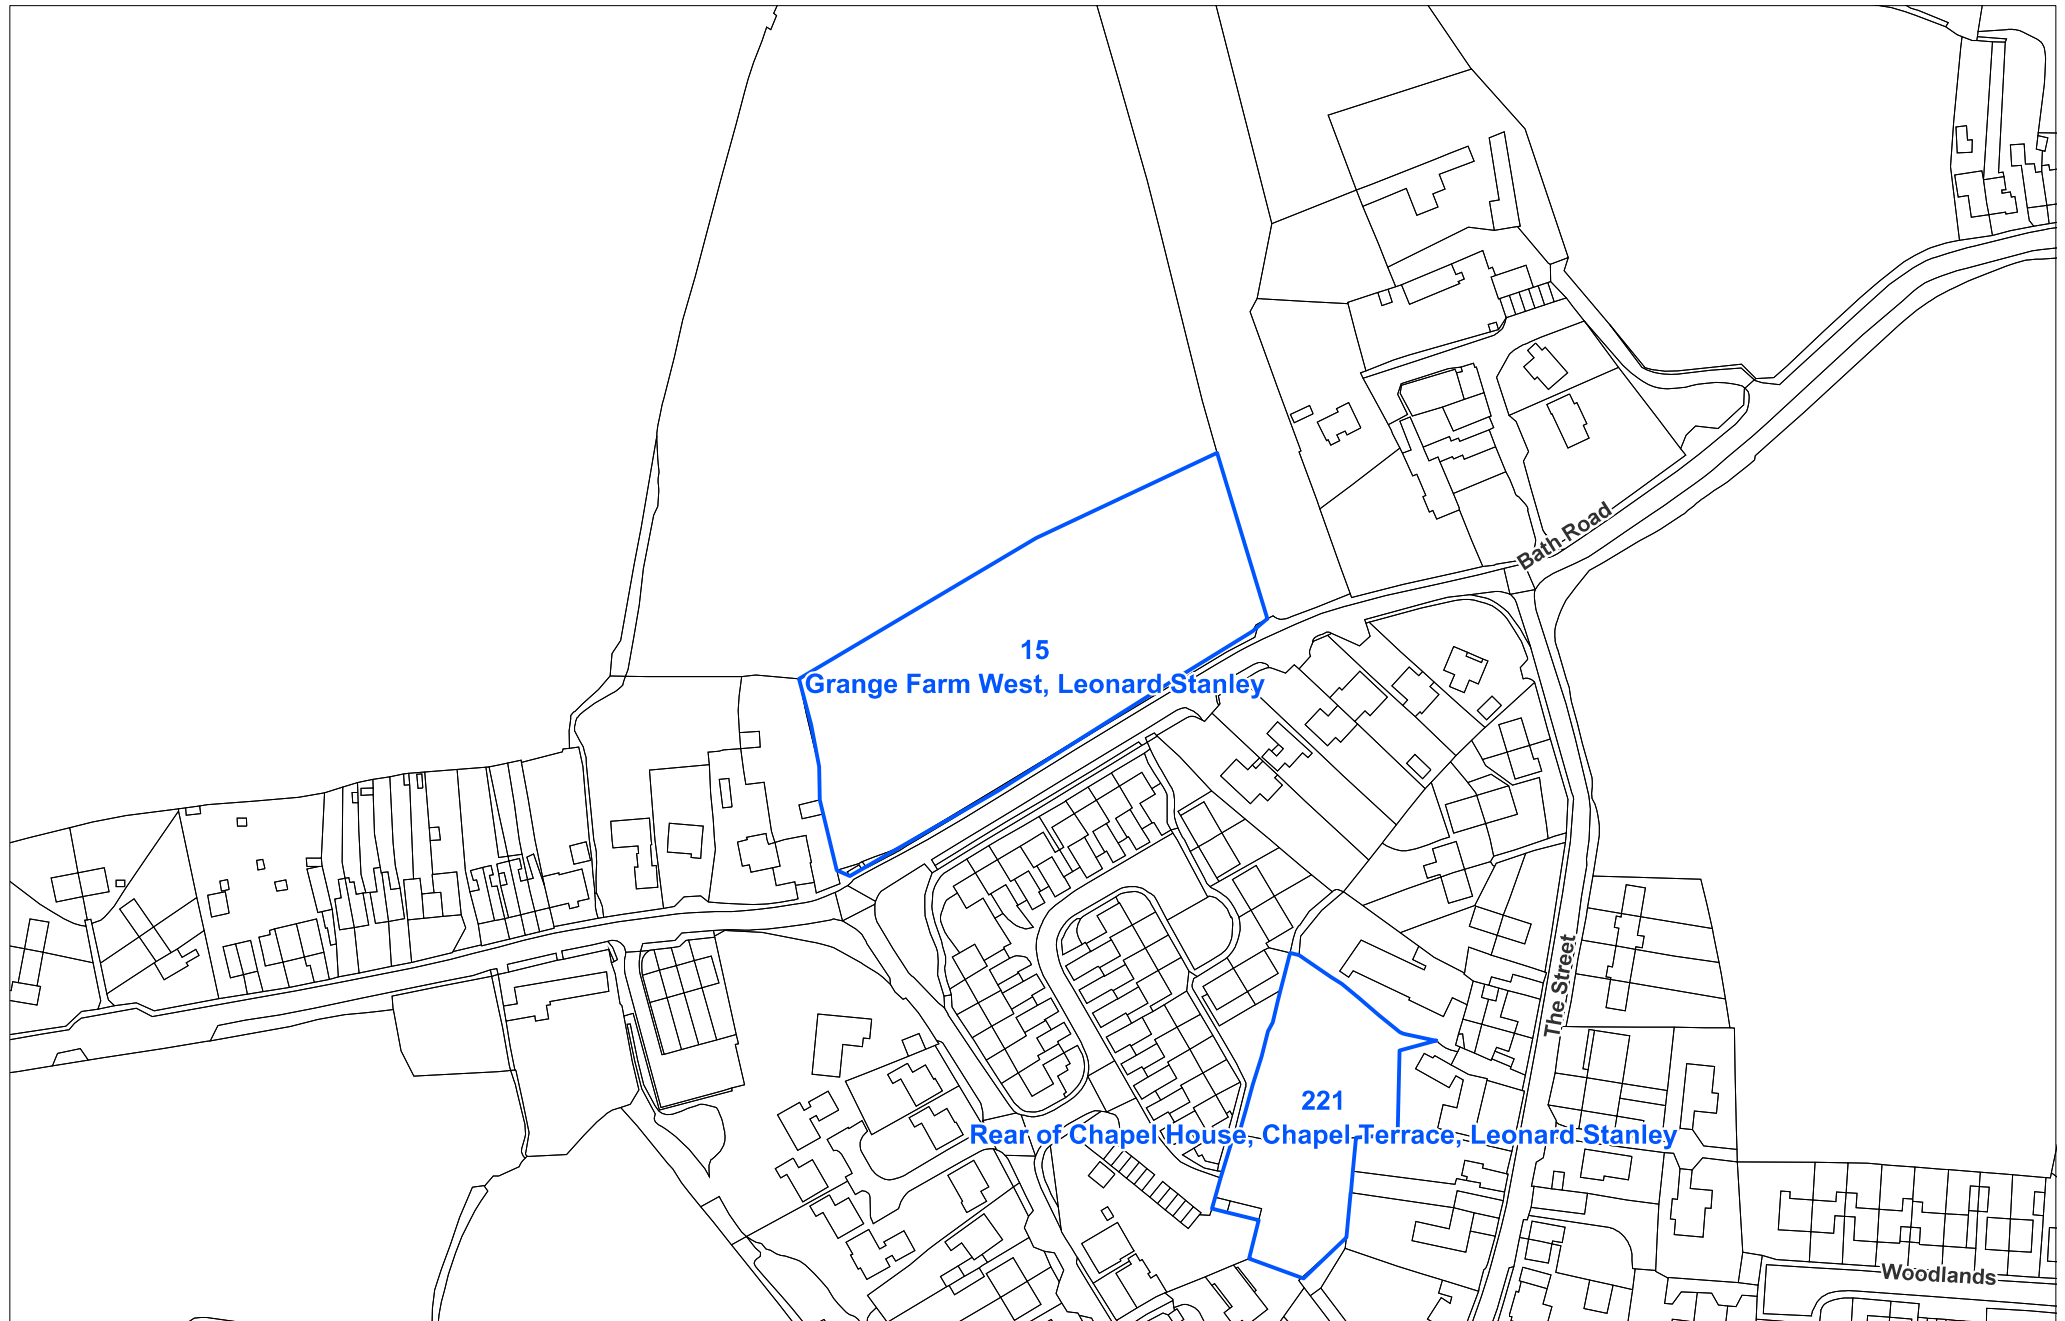 Bath Road
15
Grange Farm West, Leonard Stanley
The Street
221
Rear of Chapel House, Chapel Terrace, Leonard Stanley
Woodlands